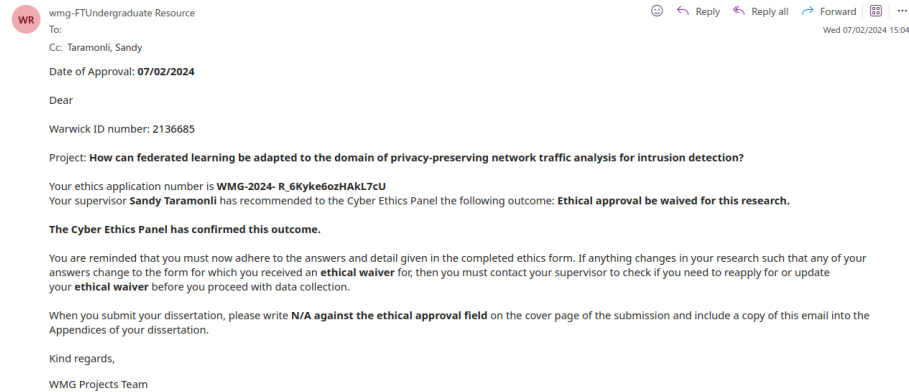 WR
wmg-FTUndergraduate Resource
Reply
Reply all
Forward
To:
Wed 07/02/2024 15:04
Cc: Taramonli, Sandy
Date of Approval: 07/02/2024
Dear
Warwick ID number: 2136685
Project: How can federated learning be adapted to the domain of privacy-preserving network traffic analysis for intrusion detection?
Your ethics application number is WMG-2024- R_6Kyke6ozHAkL7cU
Your supervisor Sandy Taramonli has recommended to the Cyber Ethics Panel the following outcome: Ethical approval be waived for this research.
The Cyber Ethics Panel has confirmed this outcome.
You are reminded that you must now adhere to the answers and detail given in the completed ethics form. If anything changes in your research such that any of your
answers change to the form for which you received an ethical waiver for, then you must contact your supervisor to check if you need to reapply for or update
your ethical waiver before you proceed with data collection.
When you submit your dissertation, please write N/A against the ethical approval field on the cover page of the submission and include a copy of this email into the
Appendices of your dissertation.
Kind regards,
WMG Projects Team